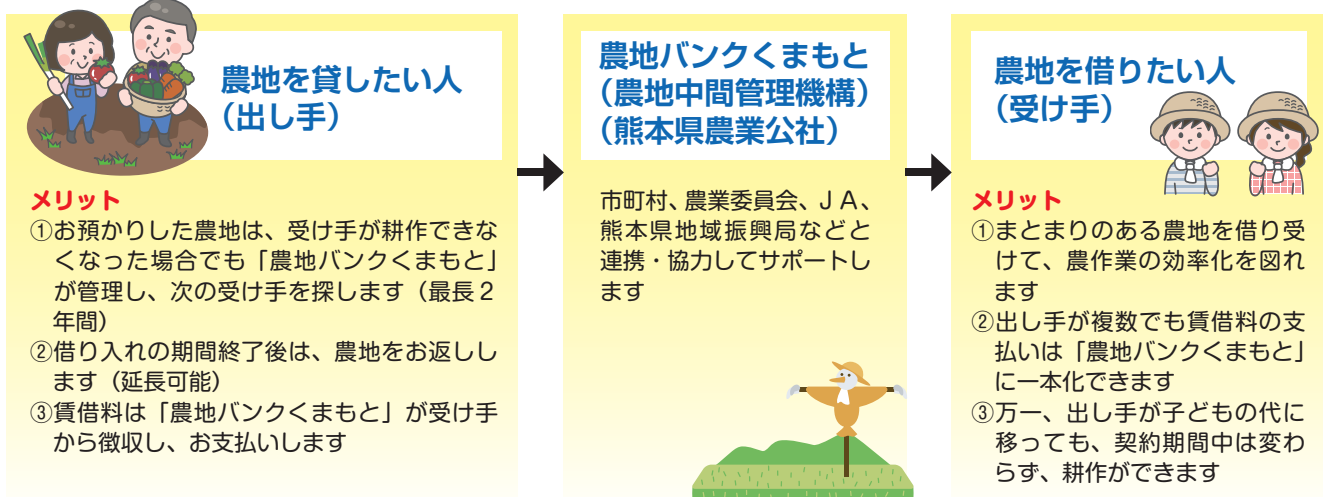 農地を貸したい人
（出し手）
メリット
①お預かりした農地は、受け手が耕作できな
くなった場合でも「農地バンクくまもと」
が管理し、次の受け手を探します（最長２
年間）
②借り入れの期間終了後は、農地をお返しし
ます（延長可能）
③賃借料は「農地バンクくまもと」が受け手
から徴収し、お支払いします
農地バンクくまもと
（農地中間管理機構）
（熊本県農業公社）
市町村、農業委員会、ＪＡ、
熊本県地域振興局などと
連携・協力してサポートし
ます
農地を借りたい人
（受け手）
メリット
①まとまりのある農地を借り受
けて、農作業の効率化を図れ
ます
②出し手が複数でも賃借料の支
払いは「農地バンクくまもと」
に一本化できます
③万一、出し手が子どもの代に
移っても、契約期間中は変わ
らず、耕作ができます